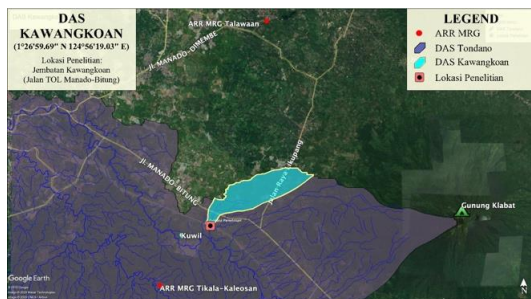 DAS
KAWANGKOAN
(1°26'59.69" N 124°56'19.03" E)
Lokasi Penelitian:
Jembatan Kawangkoan
(Jalan TOL Manado-Bitung)
LEGEND
ARR MRG
DAS Tondano
DAS Kawangkoan
Lokasi Penelitian
ARR MRG Talawaan
Jl. MANADO-DIMEMBE
Jl. MANADO-BITUNG
Jalan Raya
Gunung Klabat
Kuwil
ARR MRG Tikala-Kaleosan
Google Earth
N